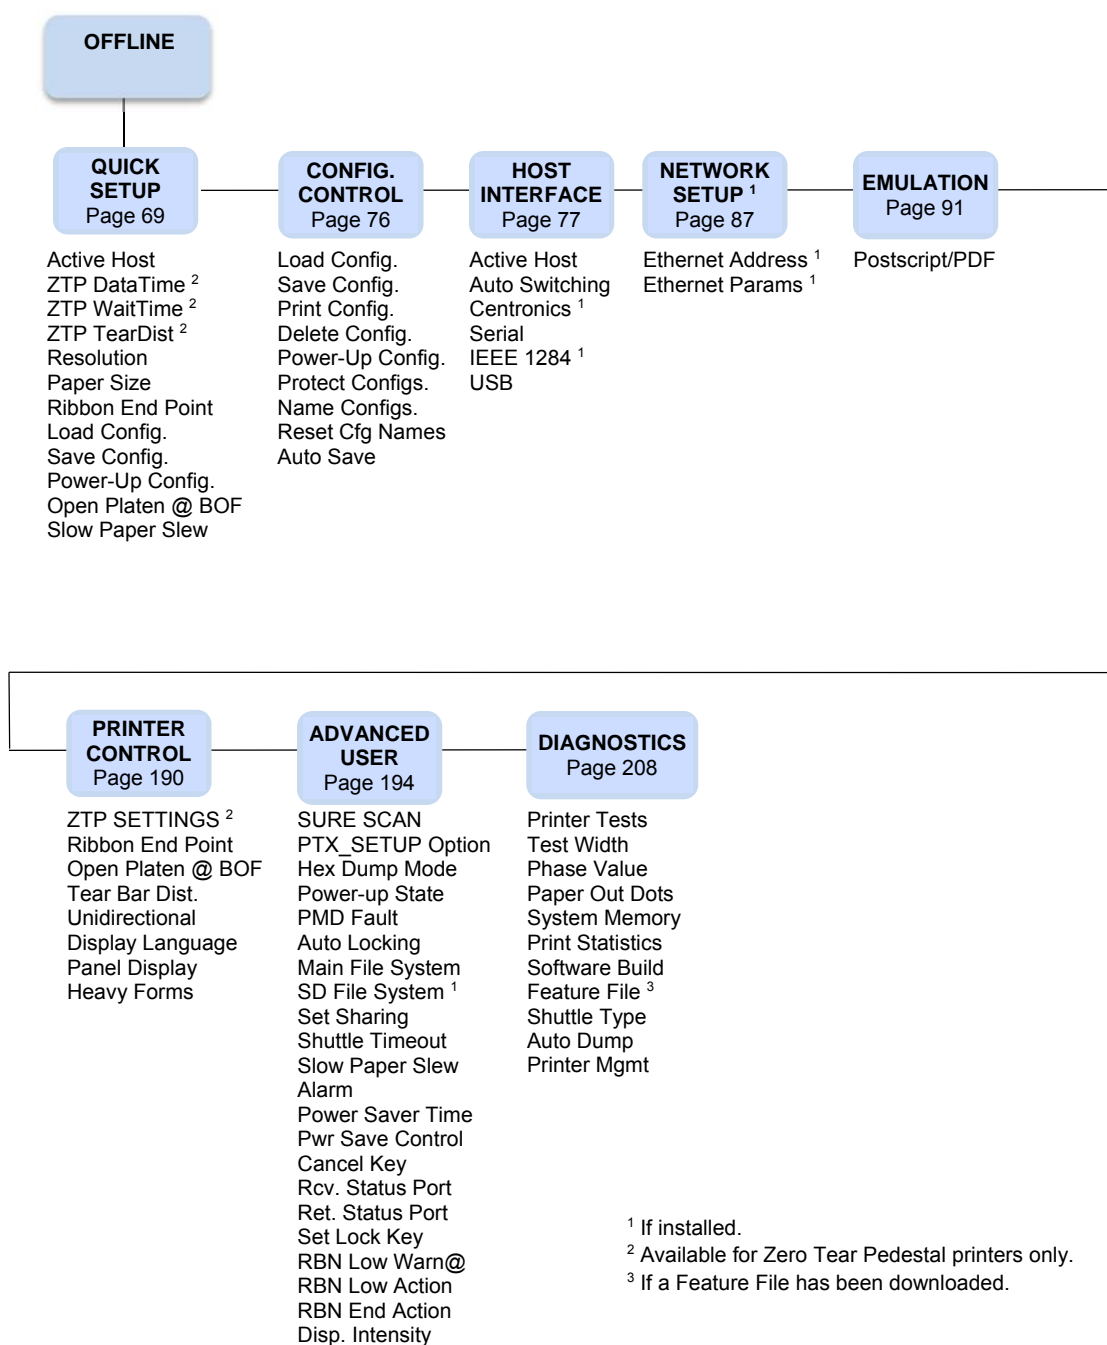 OFFLINE
QUICK
SETUP
Page 69
Active Host
ZTP DataTime ²
ZTP WaitTime ²
ZTP TearDist ²
Resolution
Paper Size
Ribbon End Point
Load Config.
Save Config.
Power-Up Config.
Open Platen @ BOF
Slow Paper Slew
CONFIG.
CONTROL
Page 76
Load Config.
Save Config.
Print Config.
Delete Config.
Power-Up Config.
Protect Configs.
Name Configs.
Reset Cfg Names
Auto Save
HOST
INTERFACE
Page 77
Active Host
Auto Switching
Centronics ¹
Serial
IEEE 1284 ¹
USB
NETWORK
SETUP ¹
Page 87
Ethernet Address ¹
Ethernet Params ¹
EMULATION
Page 91
Postscript/PDF
PRINTER
CONTROL
Page 190
ZTP SETTINGS ²
Ribbon End Point
Open Platen @ BOF
Tear Bar Dist.
Unidirectional
Display Language
Panel Display
Heavy Forms
ADVANCED
USER
Page 194
SURE SCAN
PTX_SETUP Option
Hex Dump Mode
Power-up State
PMD Fault
Auto Locking
Main File System
SD File System ¹
Set Sharing
Shuttle Timeout
Slow Paper Slew
Alarm
Power Saver Time
Pwr Save Control
Cancel Key
Rcv. Status Port
Ret. Status Port
Set Lock Key
RBN Low Warn@
RBN Low Action
RBN End Action
Disp. Intensity
DIAGNOSTICS
Page 208
Printer Tests
Test Width
Phase Value
Paper Out Dots
System Memory
Print Statistics
Software Build
Feature File ³
Shuttle Type
Auto Dump
Printer Mgmt
¹ If installed.
² Available for Zero Tear Pedestal printers only.
³ If a Feature File has been downloaded.